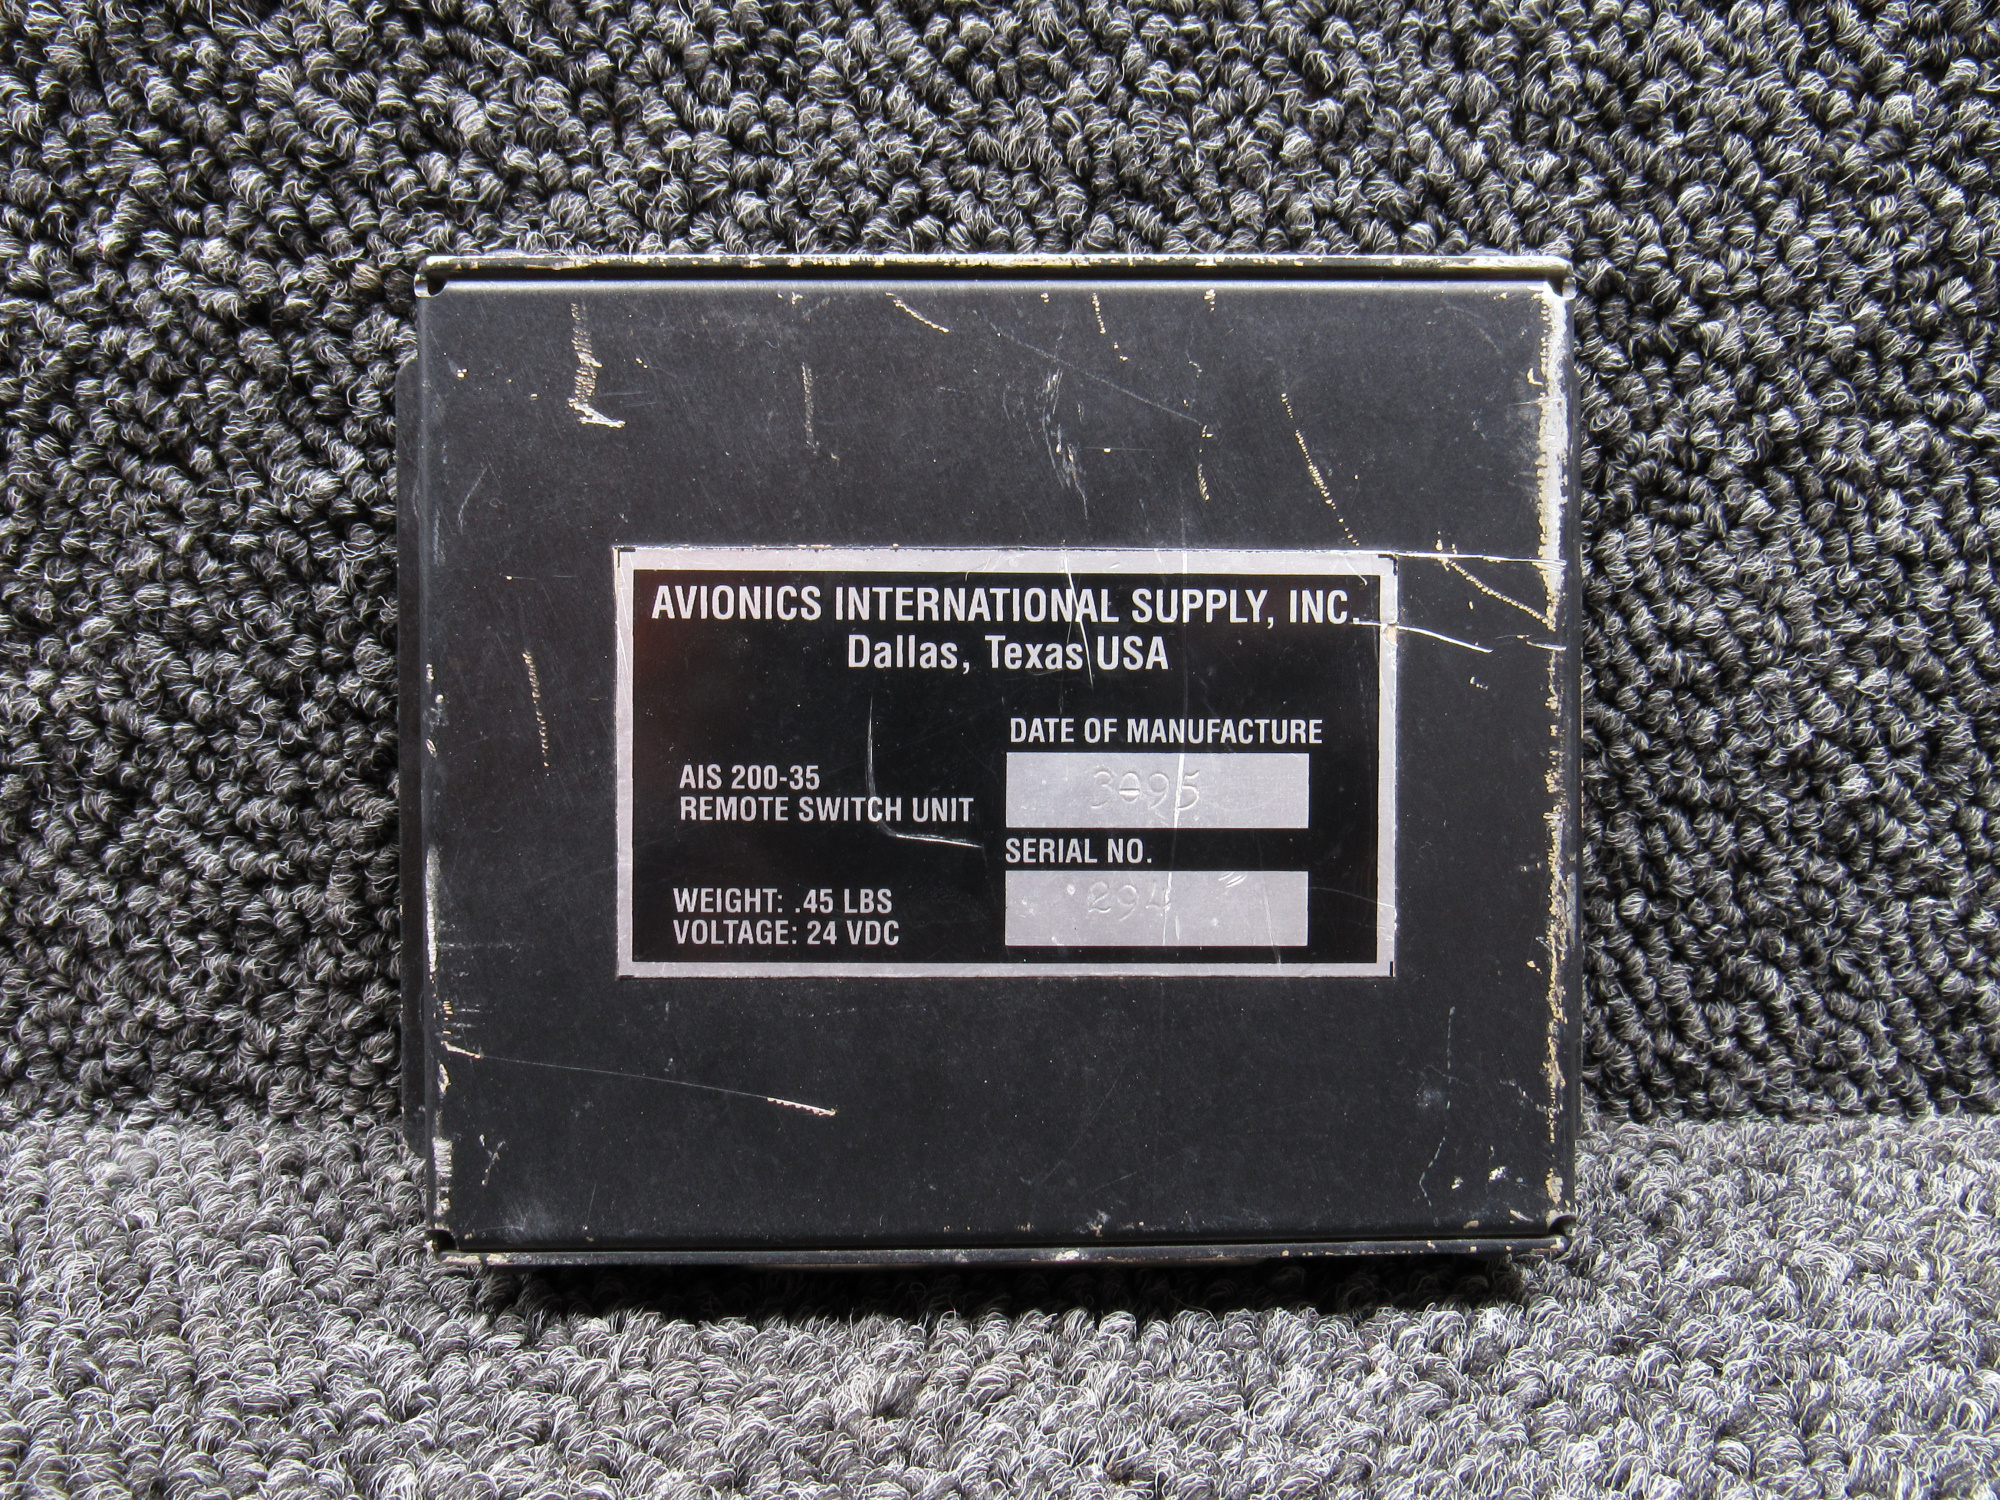 AVIONICS INTERNATIONAL SUPPLY, INC.
Dallas, Texas USA
DATE OF MANUFACTURE
AIS 200-35
REMOTE SWITCH UNIT
SERIAL NO.
294
WEIGHT: .45 LBS
VOLTAGE: 24 VDC